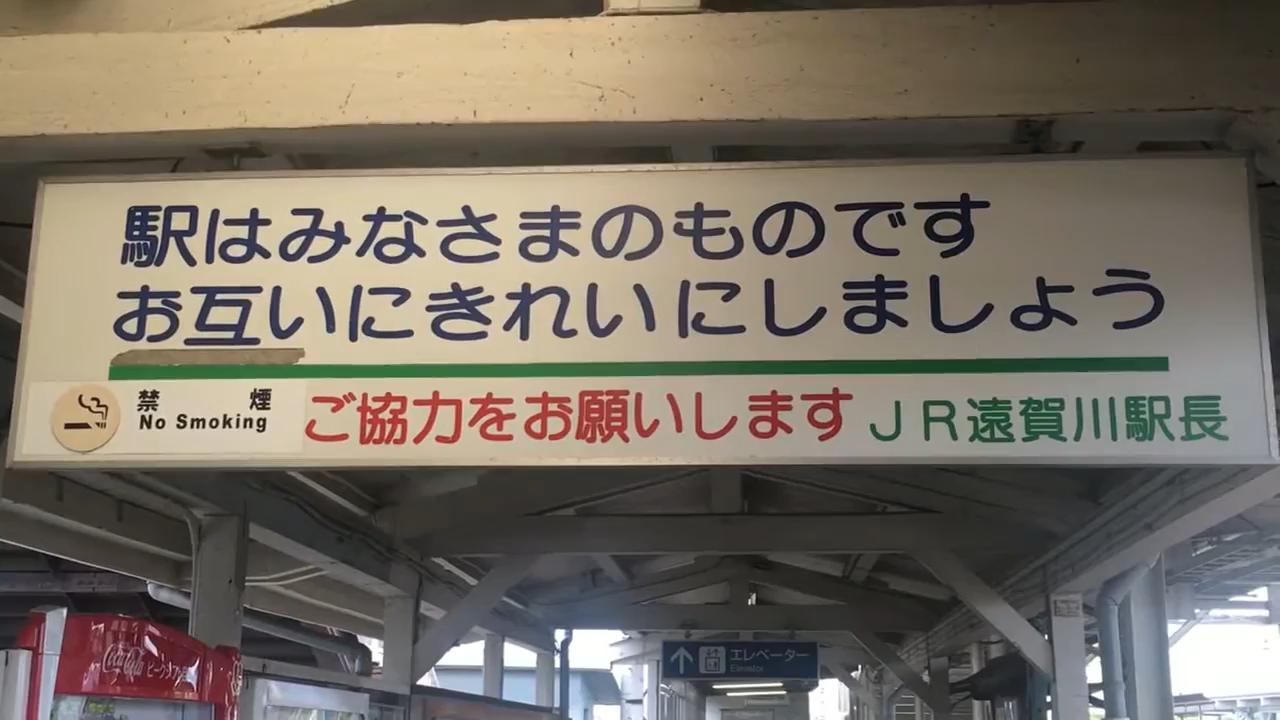 駅はみなさまのものです
お互いにきれいにしましょう
禁煙
No Smoking
ご協力をお願いします JR遠賀川駅長
エレベーター
Elevator
Coca-Cola